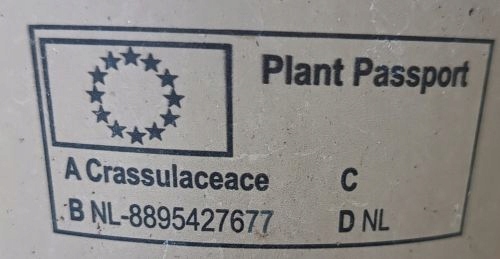 Plant Passport
A Crassulaceace C
B NL-8895427677 D NL